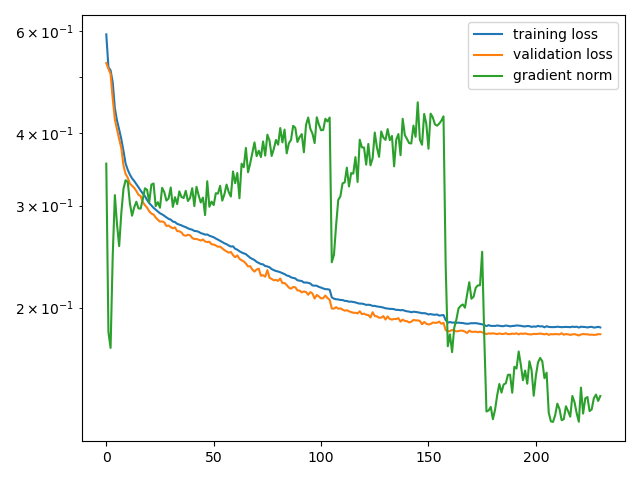 training loss
validation loss
gradient norm
6 × 10⁻¹
4 × 10⁻¹
3 × 10⁻¹
2 × 10⁻¹
0 50 100 150 200